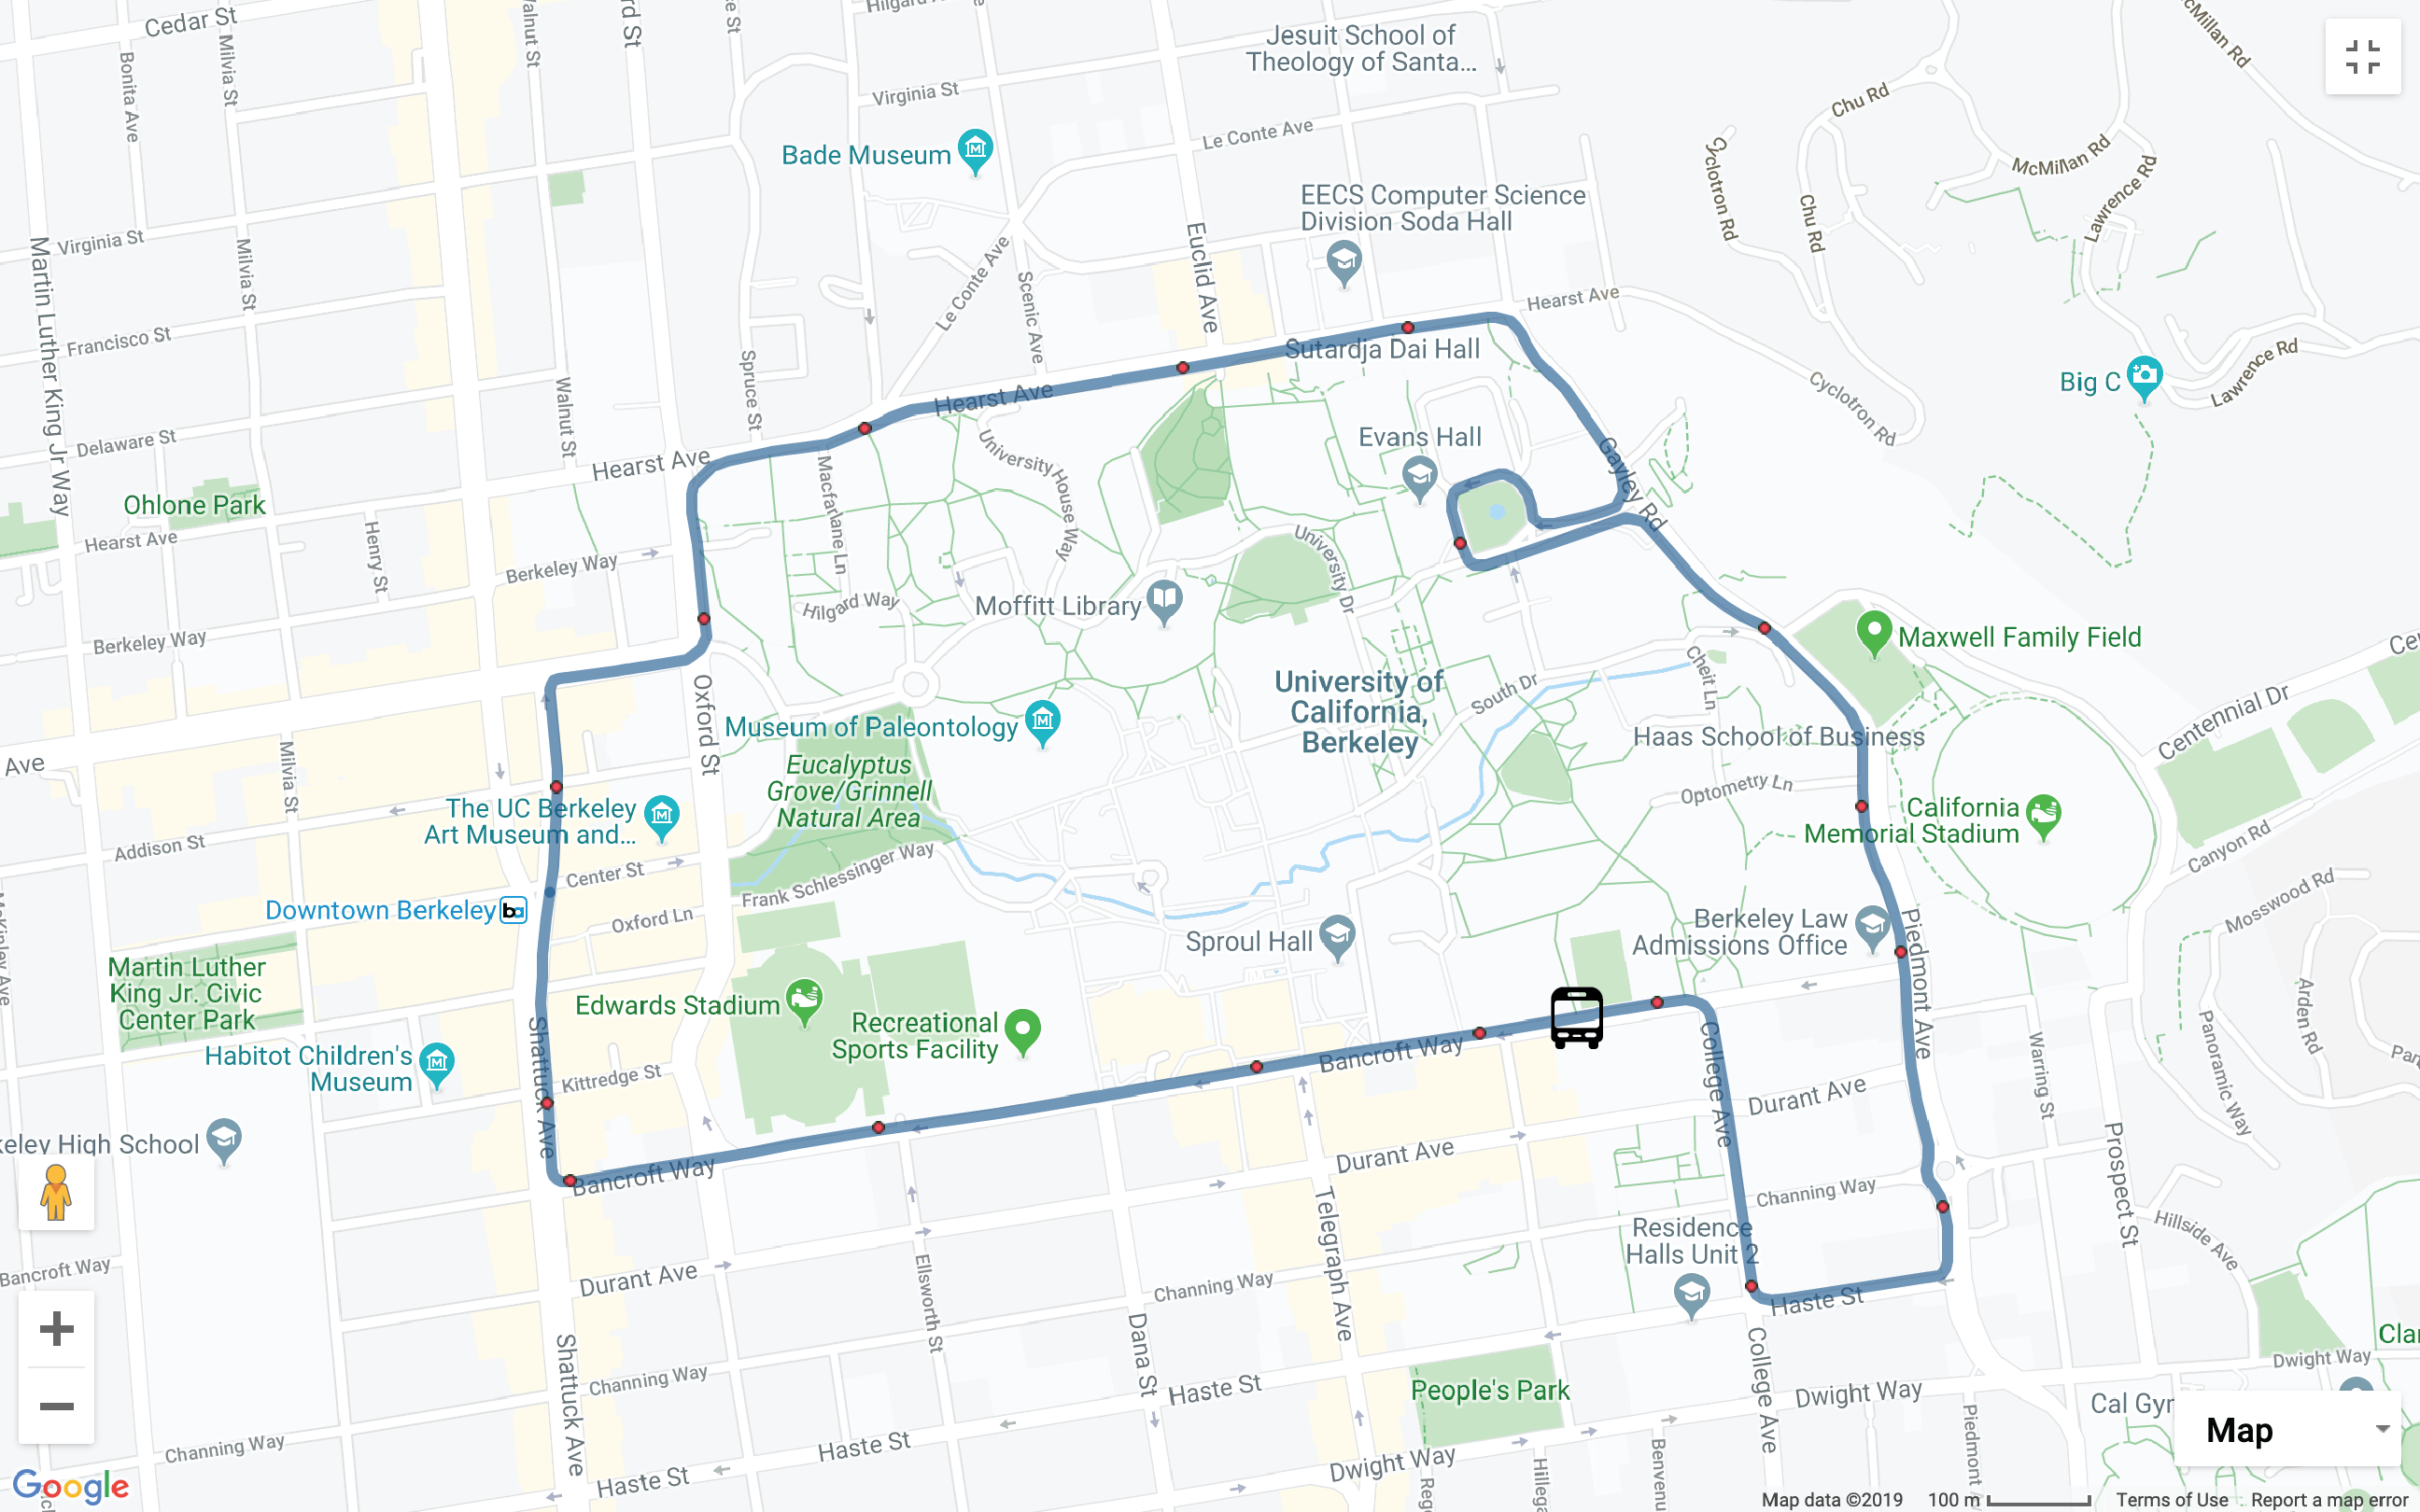 Cedar St
Bonita Ave
Milvia St
Walnut St
Hilgard
Jesuit School of
Theology of Santa...
McMillan Rd
Virginia St
Le Conte Ave
Chu Rd
McMillan Rd
Lawrence Rd
Cyclotron Rd
Chu Rd
Bade Museum
EECS Computer Science
Division Soda Hall
Euclid Ave
Virginia St
Milvia St
Martin Luther King Jr Way
Le Conte Ave
Scenic Ave
Hearst Ave
Francisco St
Sutardja Dai Hall
Spruce St
Walnut St
Hearst Ave
Cyclotron Rd
Big C
Lawrence Rd
Delaware St
Hearst Ave
University House Way
Evans Hall
Gayley Rd
Macfarlane Ln
Ohlone Park
Hearst Ave
Henry St
Berkeley Way
University Dr
Hilgard Way
Moffitt Library
Berkeley Way
Maxwell Family Field
Cheit Ln
University of
California,
Berkeley
South Dr
Oxford St
Museum of Paleontology
Haas School of Business
Centennial Dr
Ave
Milvia St
Eucalyptus
Grove/Grinnell
Natural Area
Optometry Ln
The UC Berkeley
Art Museum and...
California
Memorial Stadium
Addison St
Center St
Frank Schlessinger Way
Canyon Rd
Mosswood Rd
Downtown Berkeley
ba
Oxford Ln
Sproul Hall
Berkeley Law
Admissions Office
Piedmont Ave
McKinley Ave
Martin Luther
King Jr. Civic
Center Park
Edwards Stadium
Recreational
Sports Facility
Arden Rd
Panoramic Way
Habitot Children's
Museum
Shattuck Ave
Kittredge St
Bancroft Way
College Ave
Durant Ave
Warring St
keley High School
Bancroft Way
Durant Ave
Channing Way
Prospect St
Telegraph Ave
Residence
Halls Unit 2
Hillside Ave
Bancroft Way
Durant Ave
Ellsworth St
Channing Way
Haste St
Dana St
Shattuck Ave
College Ave
Dwight Way
Channing Way
Haste St
People's Park
Dwight Way
Cal Gyr
Channing Way
Haste St
Haste St
Dwight Way
Benvenu
Hillega
Piedmont
Map
Google
Map data ©2019
100 m
Terms of Use
Report a map error